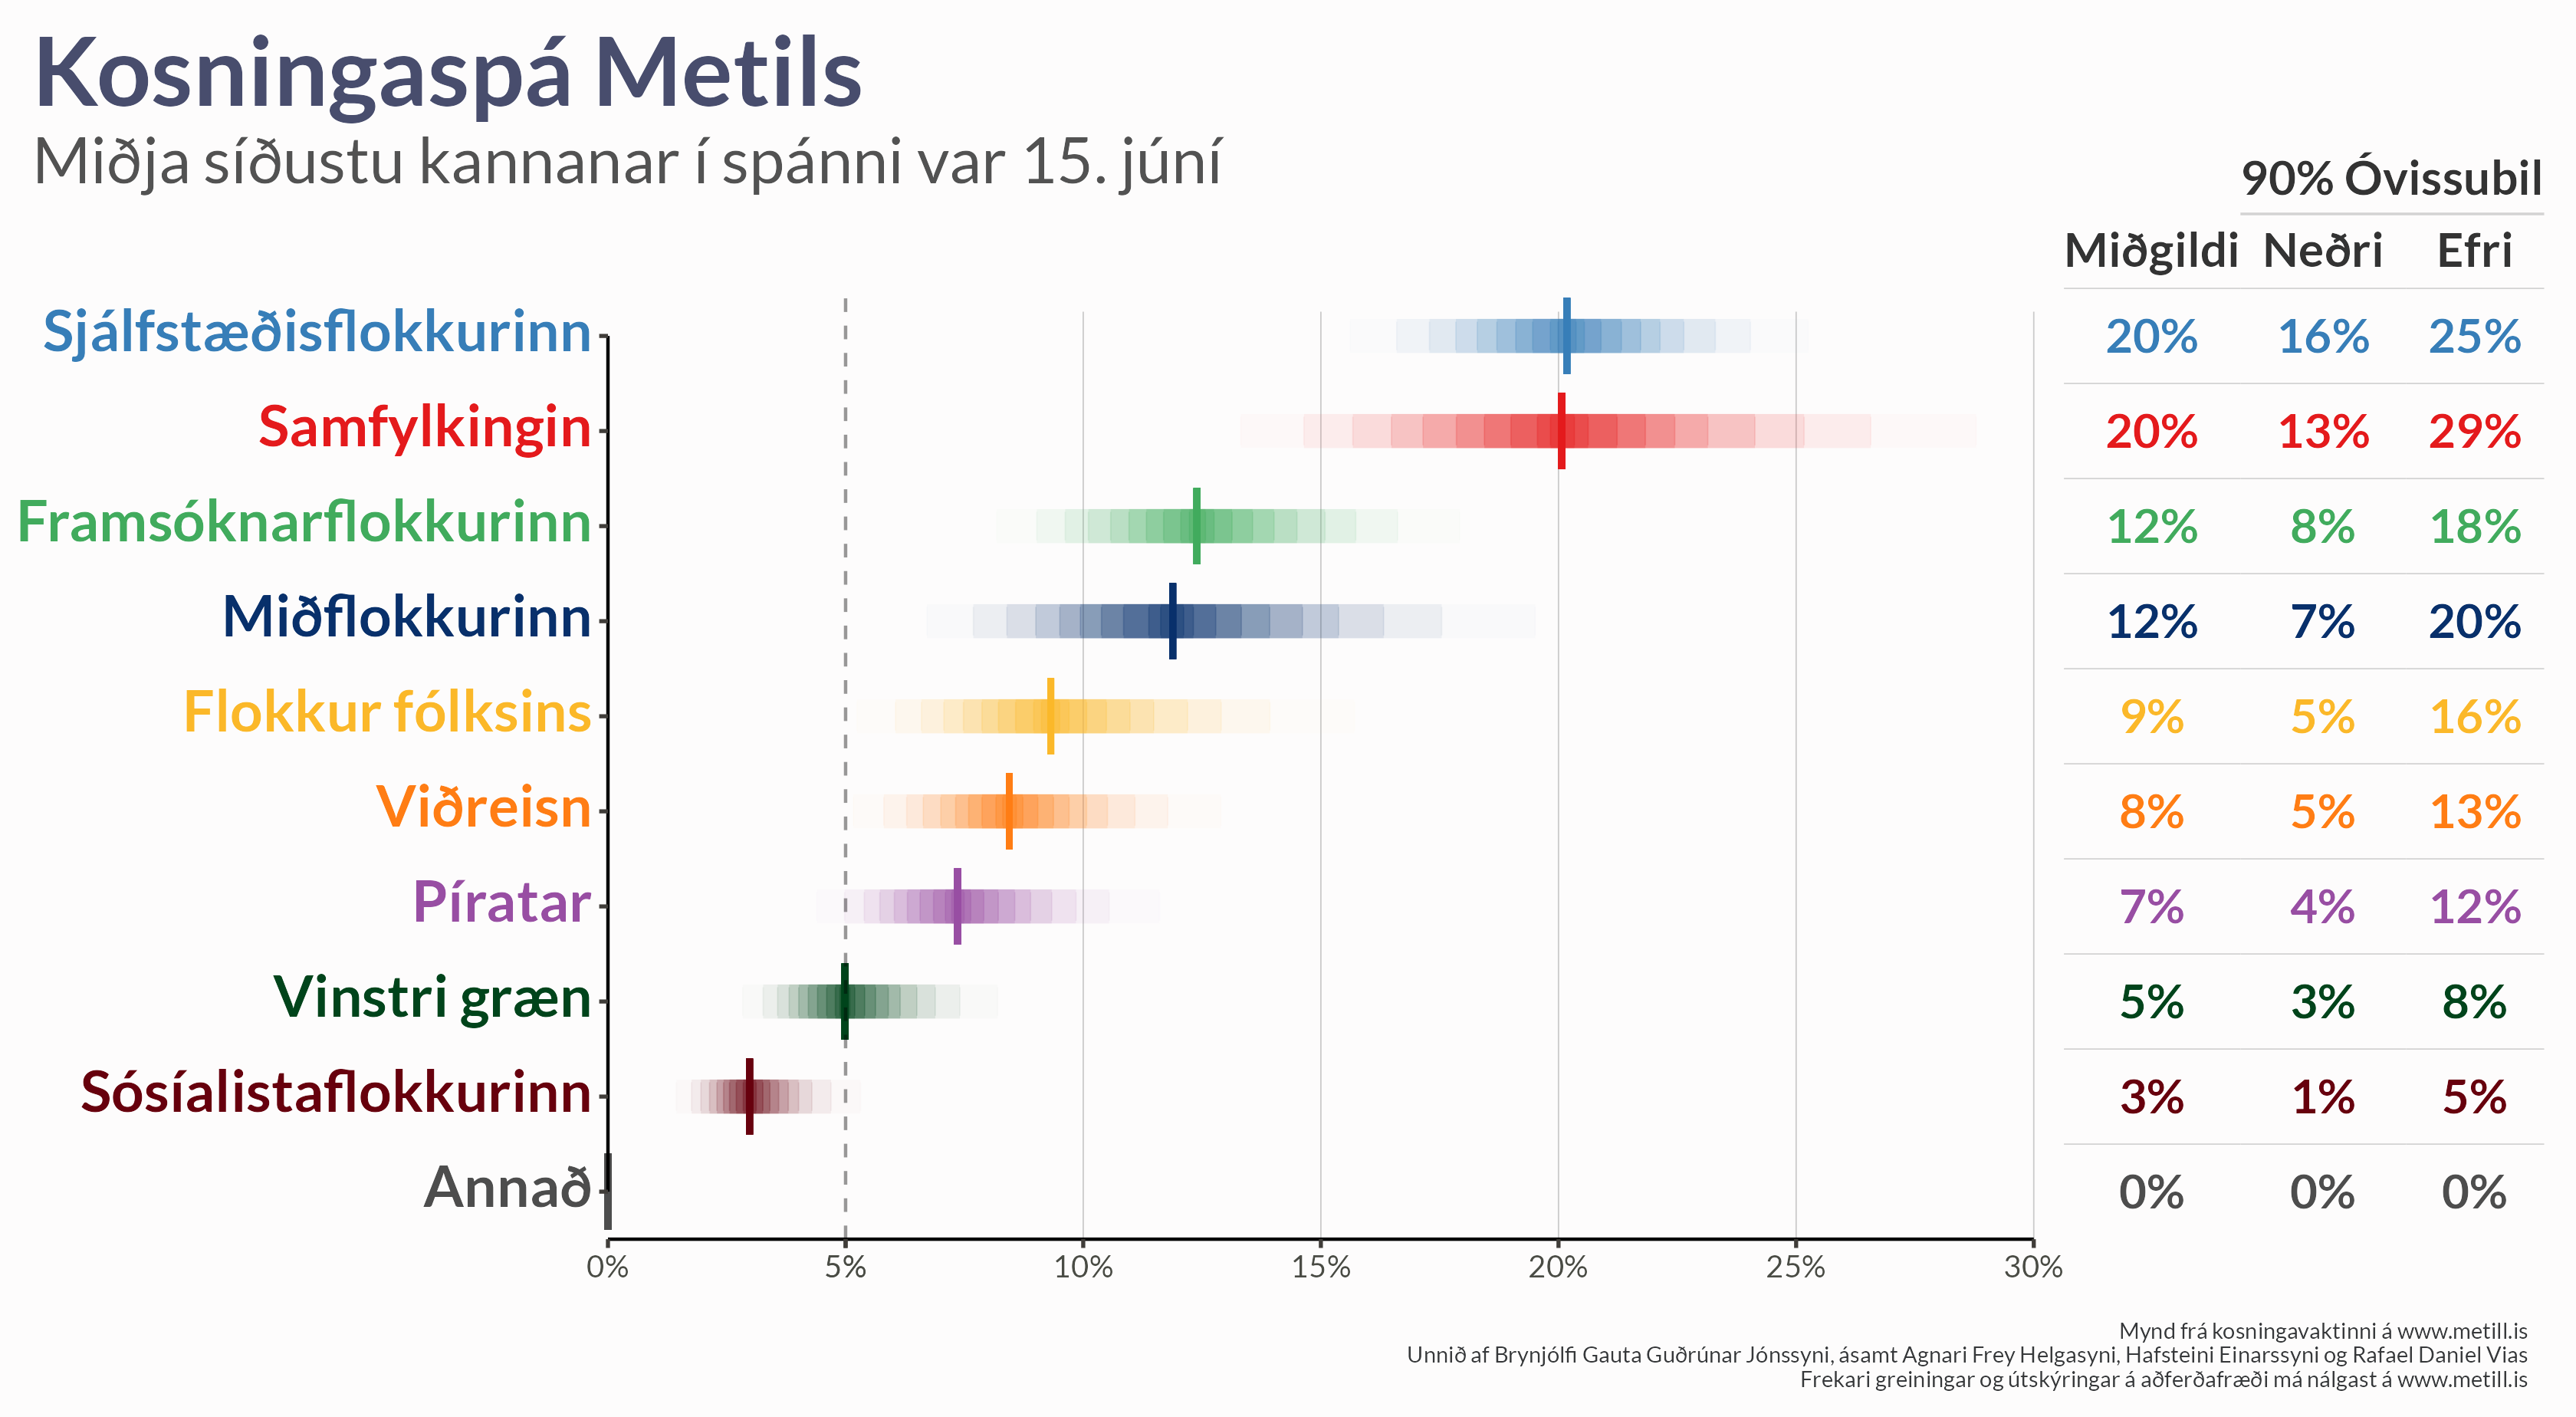 Kosningaspá Metils
Miðja síðustu kannanar í spánni var 15. júní
90% Óvissubil
Miðgildi Neðri Efri
Sjálfstæðisflokkurinn 20% 16% 25%
Samfylkingin 20% 13% 29%
Framsóknarflokkurinn 12% 8% 18%
Miðflokkurinn 12% 7% 20%
Flokkur fólksins 9% 5% 16%
Viðreisn 8% 5% 13%
Píratar 7% 4% 12%
Vinstri græn 5% 3% 8%
Sósíalistaflokkurinn 3% 1% 5%
Annað 0% 0% 0%
0% 5% 10% 15% 20% 25% 30%
Mynd frá kosningavaktinni á www.metill.is
Unnið af Brynjólfi Gauta Guðrúnar Jónssyni, ásamt Agnari Frey Helgasyni, Hafsteini Einarssyni og Rafael Daniel Vias
Frekari greiningar og útskýringar á aðferðafræði má nálgast á www.metill.is